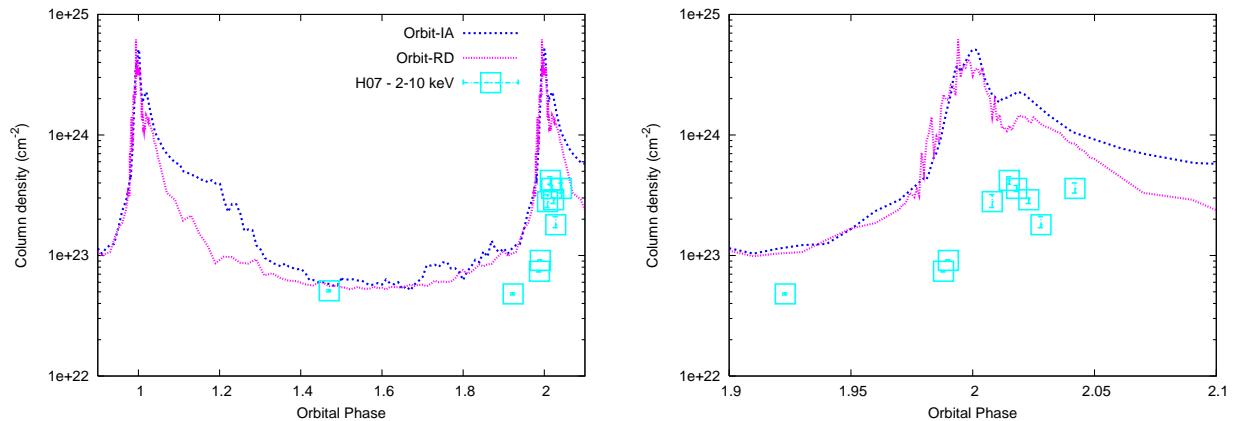 1e+25
1e+24
1e+23
1e+22
Column density (cm-2)
1
1.2
1.4
1.6
1.8
2
Orbital Phase
Orbit-IA
Orbit-RD
H07 - 2-10 keV
1e+25
1e+24
1e+23
1e+22
Column density (cm-2)
1.9
1.95
2
2.05
2.1
Orbital Phase